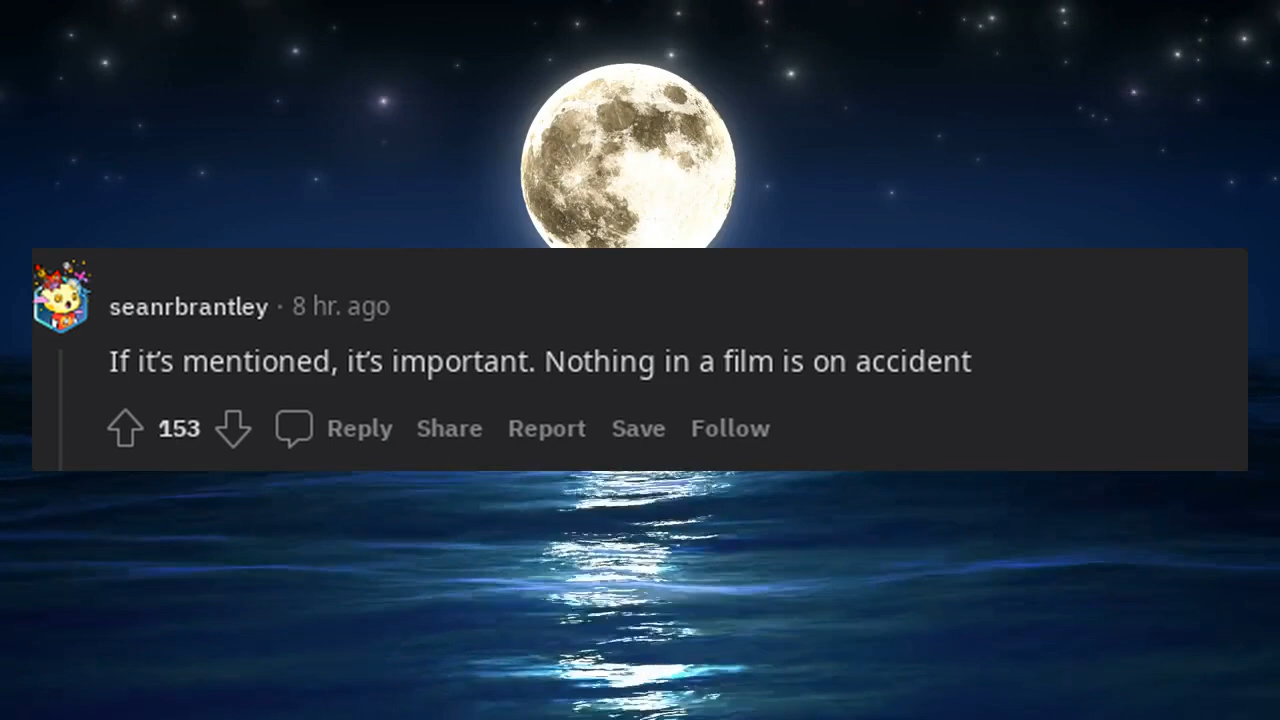 seanrbrantley · 8 hr. ago
If it’s mentioned, it’s important. Nothing in a film is on accident
153 Reply Share Report Save Follow